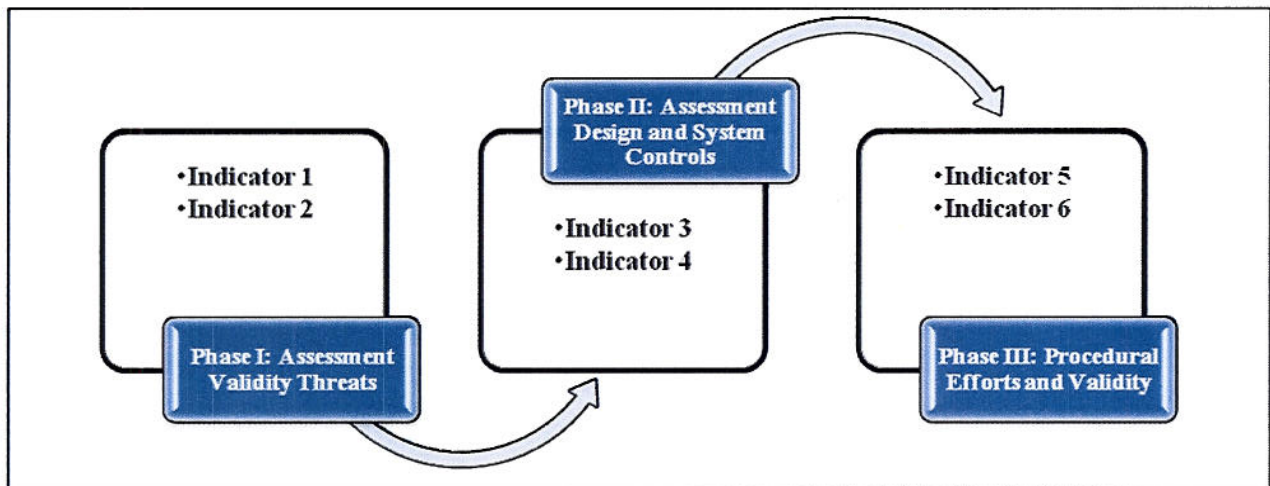 •Indicator 1
•Indicator 2
Phase I: Assessment
Validity Threats
Phase II: Assessment
Design and System
Controls
•Indicator 3
•Indicator 4
•Indicator 5
•Indicator 6
Phase III: Procedural
Efforts and Validity